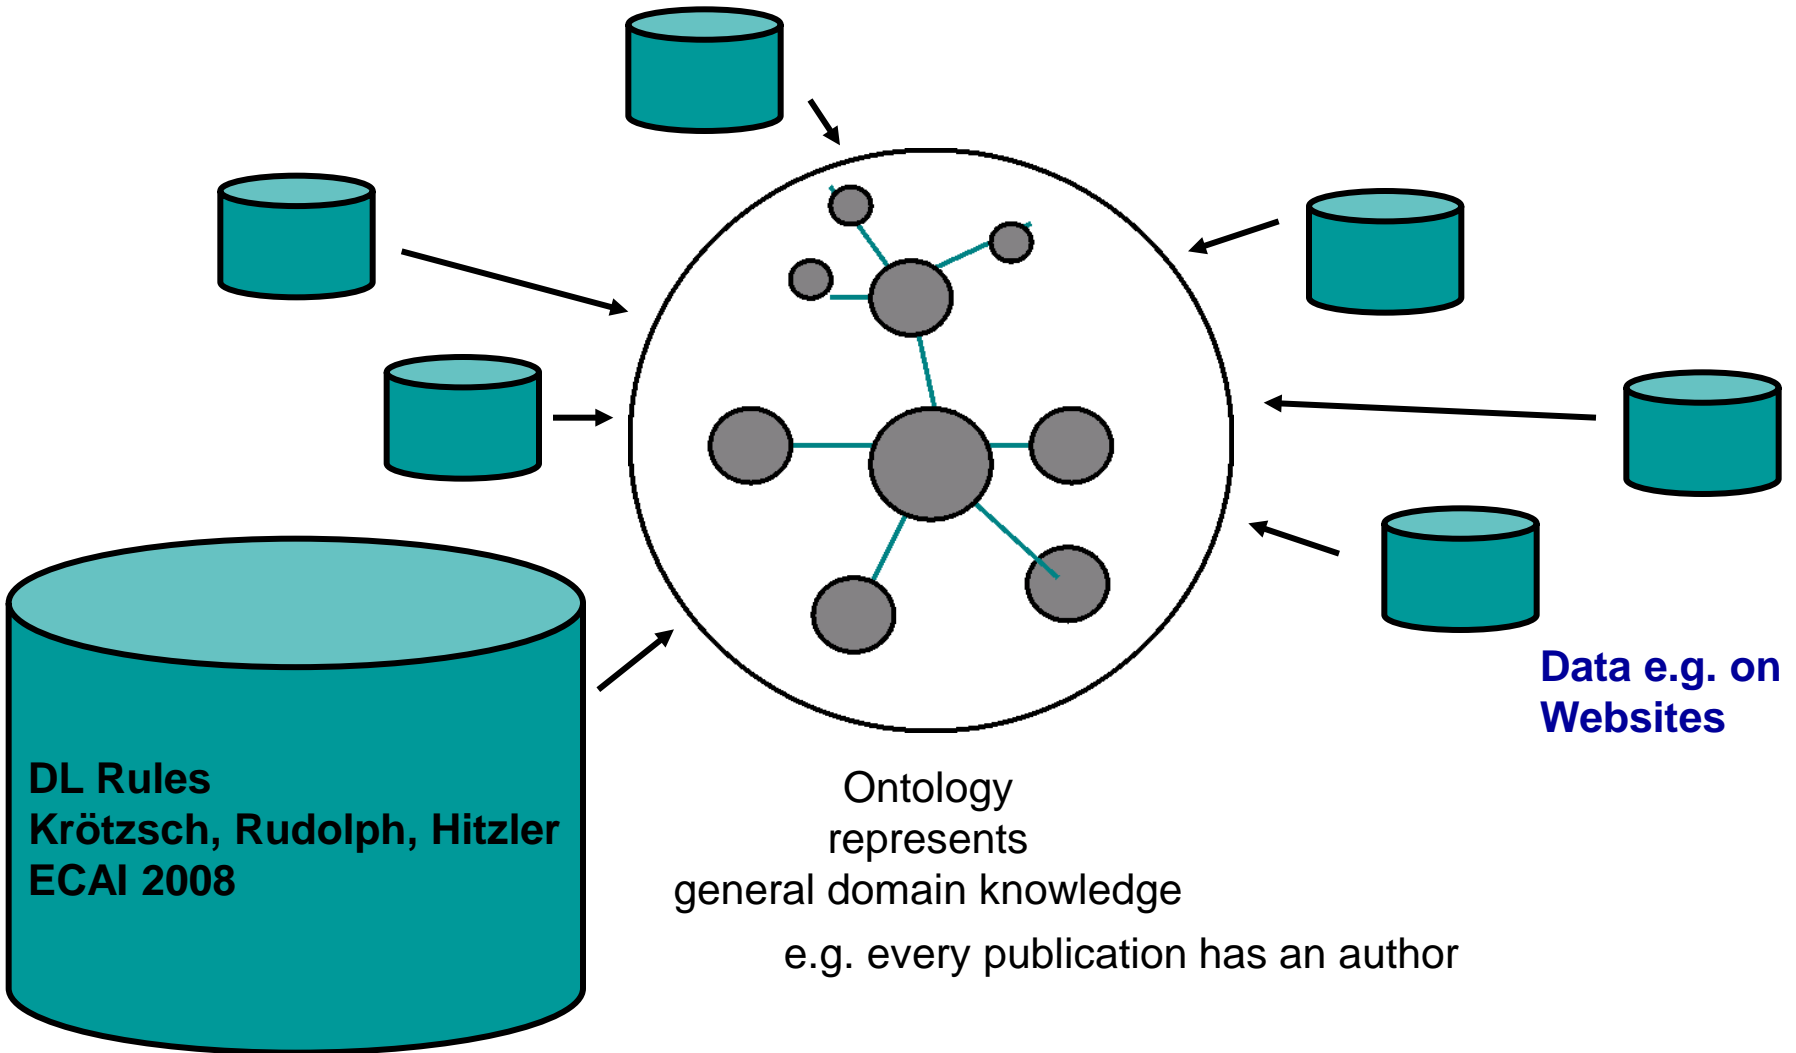 Data e.g. on
Websites
DL Rules
Krötzsch, Rudolph, Hitzler
ECAI 2008
Ontology
represents
general domain knowledge
e.g. every publication has an author